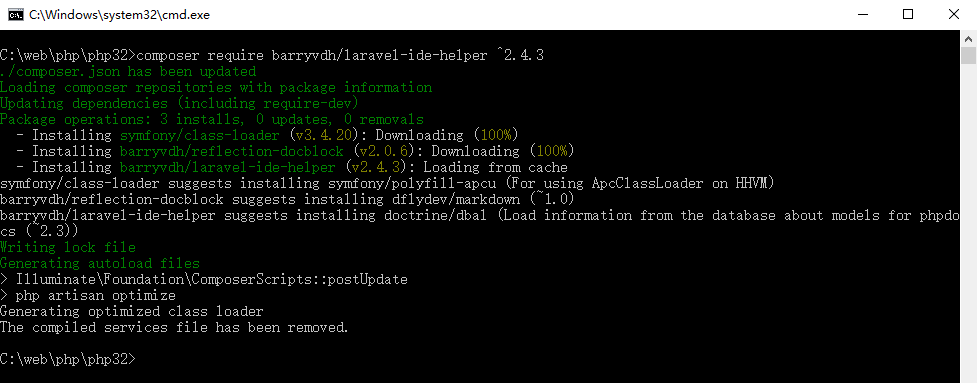 C:\Windows\system32\cmd.exe
C:\web\php\php32>composer require barryvdh/laravel-ide-helper ^2.4.3
./composer.json has been updated
Loading composer repositories with package information
Updating dependencies (including require-dev)
Package operations: 3 installs, 0 updates, 0 removals
  - Installing symfony/class-loader (v3.4.20): Downloading (100%)
  - Installing barryvdh/reflection-docblock (v2.0.6): Downloading (100%)
  - Installing barryvdh/laravel-ide-helper (v2.4.3): Loading from cache
symfony/class-loader suggests installing symfony/polyfill-apcu (For using ApcClassLoader on HHVM)
barryvdh/reflection-docblock suggests installing dflydev/markdown (~1.0)
barryvdh/laravel-ide-helper suggests installing doctrine/dbal (Load information from the database about models for phpdo
cs (~2.3))
Writing lock file
Generating autoload files
> Illuminate\Foundation\ComposerScripts::postUpdate
> php artisan optimize
Generating optimized class loader
The compiled services file has been removed.
C:\web\php\php32>